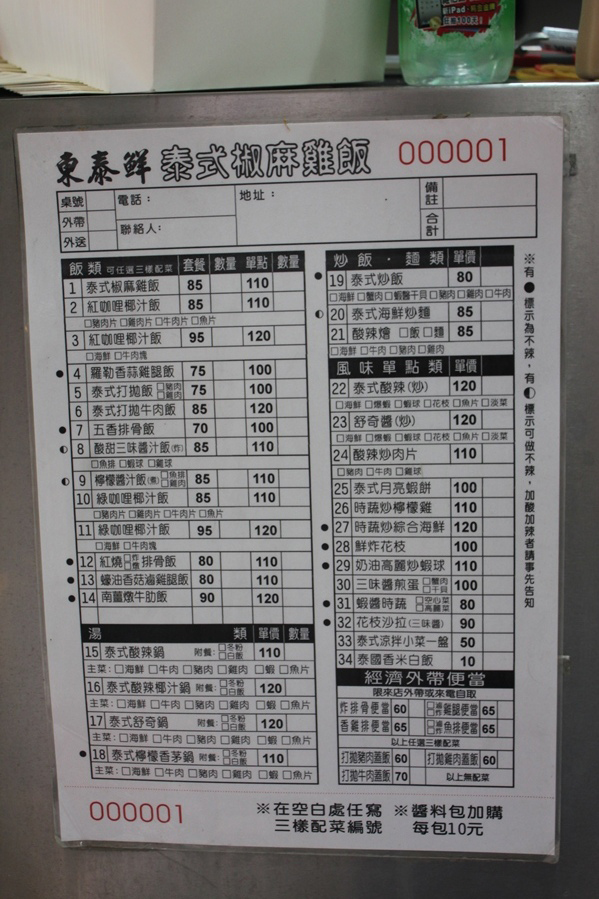 新iPad
東泰鮮 泰式椒麻雞飯 000001
桌號 電話： 地址： 備註
外帶 聯絡人： 合計
外送
飯類 可任選三樣配菜 套餐 數量 單點 數量
1 泰式椒麻雞飯 85 110
2 紅咖哩椰汁飯 85 110
□豬肉片□雞肉片□牛肉片□魚片
3 紅咖哩椰汁飯 95 120
□海鮮 □牛肉塊
● 4 羅勒香蒜雞腿飯 75 100
5 泰式打拋飯 □豬肉 □雞肉 75 100
6 泰式打拋牛肉飯 85 120
● 7 五香排骨飯 70 100
◐ 8 酸甜三味醬汁飯(炸) 85 110
□魚排 □蝦球 □雞球
◐ 9 檸檬醬汁飯(煮) □魚排 □雞肉 85 110
10 綠咖哩椰汁飯 85 110
□豬肉片□雞肉片□牛肉片□魚片
11 綠咖哩椰汁飯 95 120
□海鮮 □牛肉塊
● 12 紅燒□炸□燉排骨飯 80 110
● 13 蠔油香菇滷雞腿飯 80 110
● 14 南薑燉牛肋飯 90 120
湯類 單價 數量
15 泰式酸辣鍋 附餐：□冬粉 □白飯 110
主菜：□海鮮 □牛肉 □豬肉 □雞肉 □蝦 □魚片
16 泰式酸辣椰汁鍋 附餐：□冬粉 □白飯 120
主菜：□海鮮 □牛肉 □豬肉 □雞肉 □蝦 □魚片
17 泰式舒奇鍋 附餐：□冬粉 □白飯 120
主菜：□海鮮 □牛肉 □豬肉 □雞肉 □蝦 □魚片
● 18 泰式檸檬香茅鍋 附餐：□冬粉 □白飯 110
主菜：□海鮮 □牛肉 □豬肉 □雞肉 □蝦 □魚片
炒飯．麵類 單價
● 19 泰式炒飯 80
□海鮮□蟹肉□蝦醬干貝□豬肉□雞肉□牛肉
◐ 20 泰式海鮮炒麵 85
21 酸辣燴 □飯□麵 85
□海鮮 □牛肉 □豬肉 □雞肉
風味單點類 單價
22 泰式酸辣(炒) 120
□海鮮 □爆蝦 □蝦球 □花枝 □魚片 □淡菜
23 舒奇醬(炒) 120
□海鮮 □爆蝦 □蝦球 □花枝 □魚片 □淡菜
24 酸辣炒肉片 110
□豬肉 □牛肉 □雞球
25 泰式月亮蝦餅 100
26 時蔬炒檸檬雞 110
● 27 時蔬炒綜合海鮮 120
● 28 鮮炸花枝 100
● 29 奶油高麗炒蝦球 110
30 三味醬煎蛋 □蟹肉 □干貝 100
● 31 蝦醬時蔬 □空心菜 □高麗菜 80
● 32 花枝沙拉(三味醬) 90
33 泰式涼拌小菜一盤 50
34 泰國香米白飯 10
經濟外帶便當
限來店外帶或來電自取
炸排骨便當 60 雞腿便當 65
香雞排便當 65 魚排便當 65
以上任選三樣配菜
打拋豬肉蓋飯 60 打拋雞肉蓋飯 60
打拋牛肉蓋飯 70 以上無配菜
※有●標示為不辣，有◐標示可做不辣，加酸加辣者請事先告知
000001
※在空白處任寫三樣配菜編號
※醬料包加購每包10元